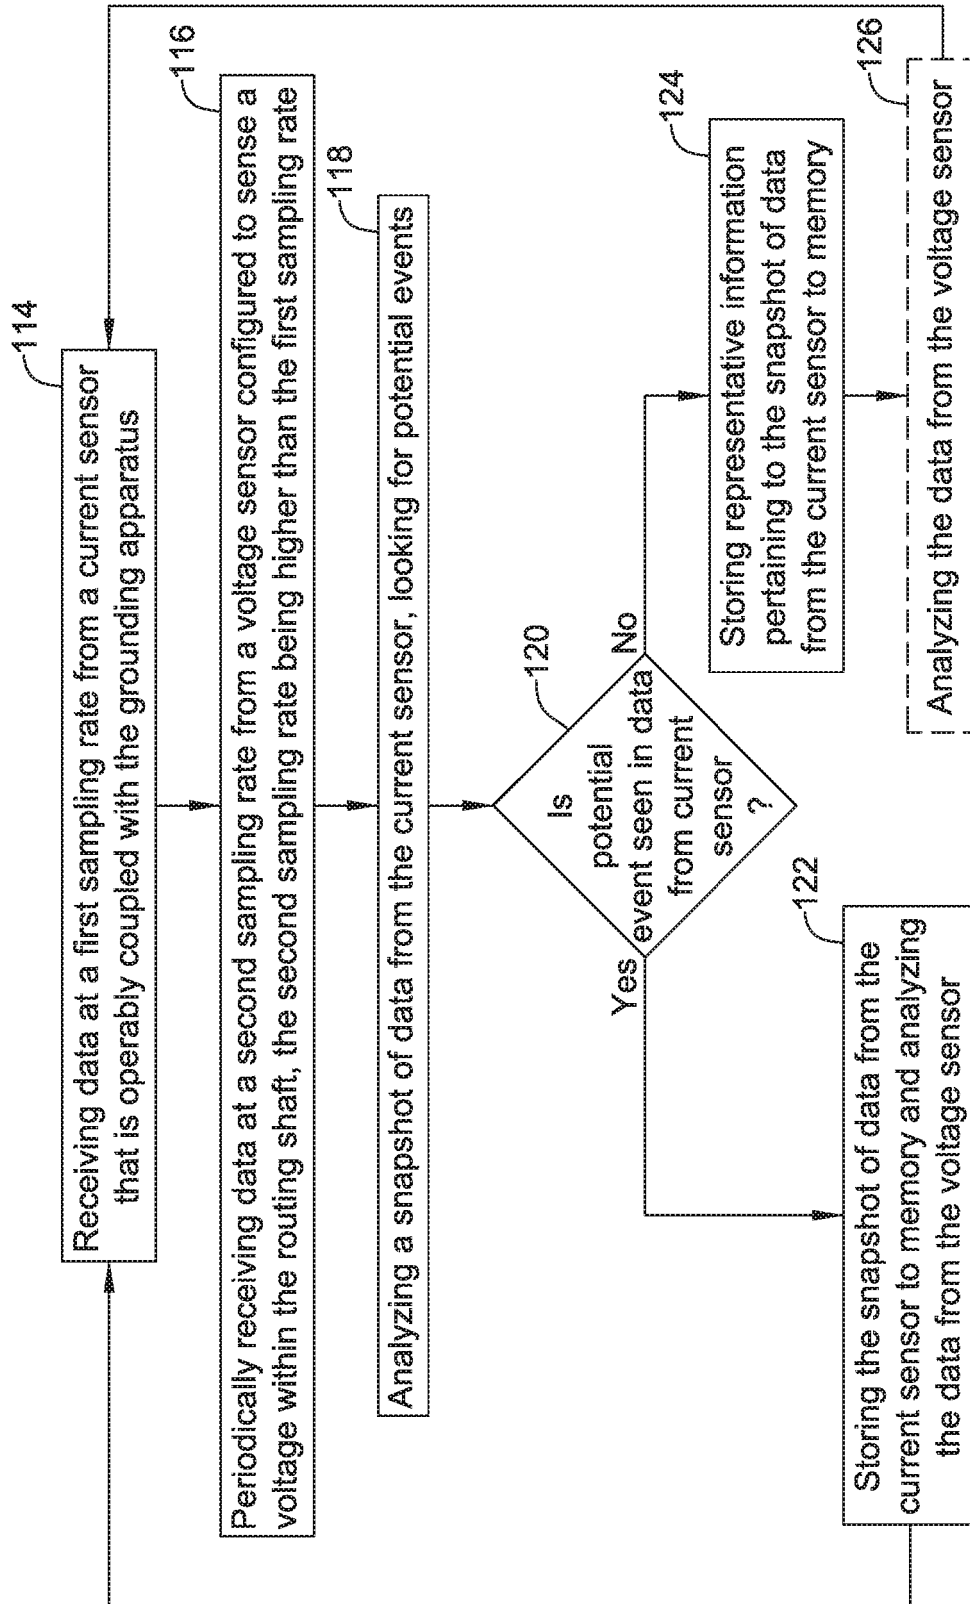 114
Receiving data at a first sampling rate from a current sensor
that is operably coupled with the grounding apparatus
116
Periodically receiving data at a second sampling rate from a voltage sensor configured to sense a
voltage within the routing shaft, the second sampling rate being higher than the first sampling rate
118
Analyzing a snapshot of data from the current sensor, looking for potential events
120
Is
potential
event seen in data
from current
sensor
?
Yes
No
122
Storing the snapshot of data from the
current sensor to memory and analyzing
the data from the voltage sensor
124
Storing representative information
pertaining to the snapshot of data
from the current sensor to memory
126
Analyzing the data from the voltage sensor